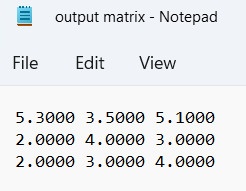 output matrix - Notepad
File Edit View
5.3000 3.5000 5.1000
2.0000 4.0000 3.0000
2.0000 3.0000 4.0000